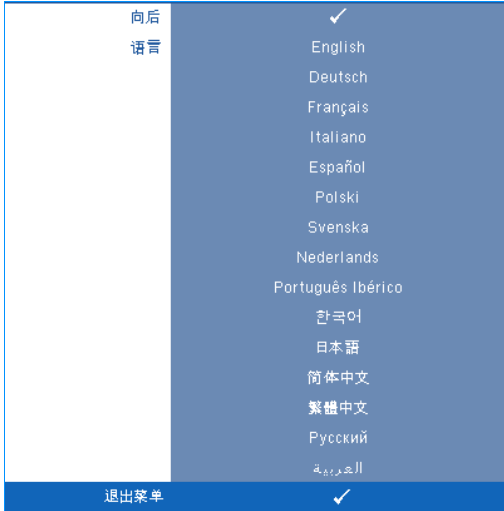 向后 ✓
语言 English
Deutsch
Français
Italiano
Español
Polski
Svenska
Nederlands
Português Ibérico
한국어
日本語
简体中文
繁體中文
Русский
العربية
退出菜单 ✓